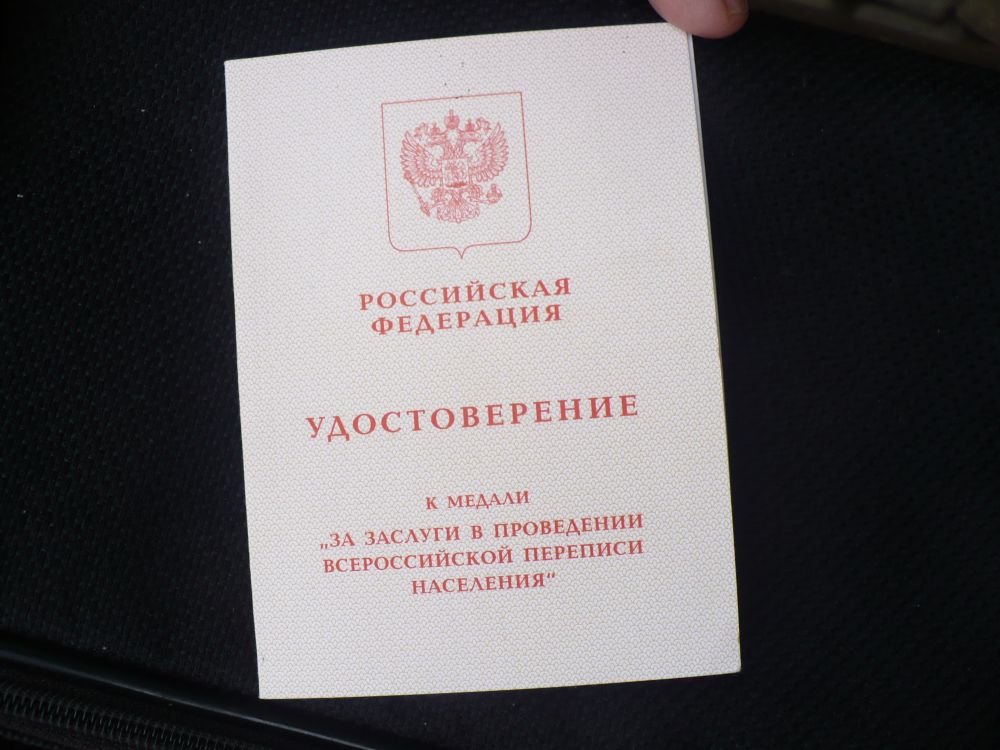 РОССИЙСКАЯ
ФЕДЕРАЦИЯ
УДОСТОВЕРЕНИЕ
К МЕДАЛИ
„ЗА ЗАСЛУГИ В ПРОВЕДЕНИИ
ВСЕРОССИЙСКОЙ ПЕРЕПИСИ
НАСЕЛЕНИЯ“